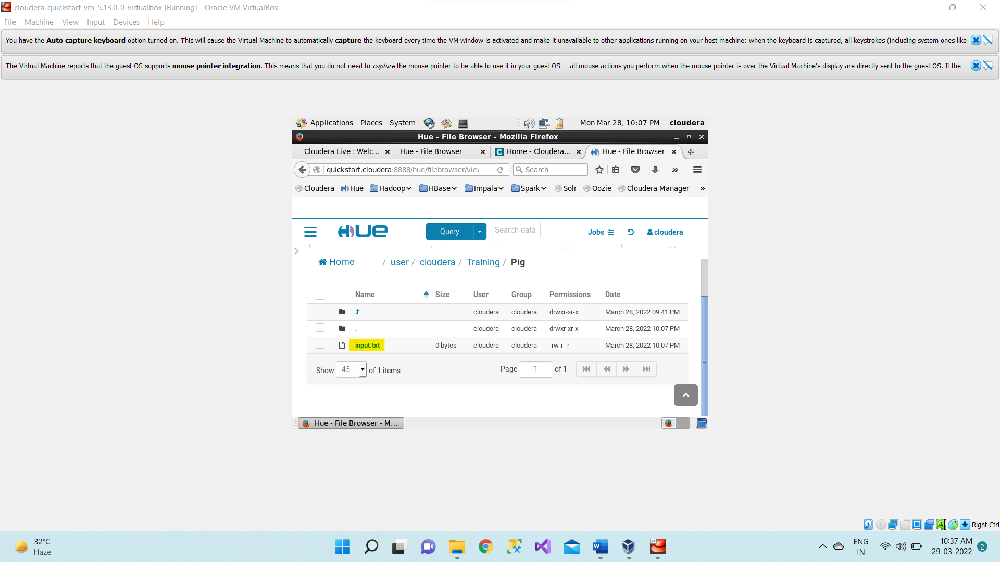 cloudera-quickstart-vm-5.13.0-0-virtualbox [Running] - Oracle VM VirtualBox
File Machine View Input Devices Help
You have the Auto capture keyboard option turned on. This will cause the Virtual Machine to automatically capture the keyboard every time the VM window is activated and make it unavailable to other applications running on your host machine: when the keyboard is captured, all keystrokes (including system ones like
The Virtual Machine reports that the guest OS supports mouse pointer integration. This means that you do not need to capture the mouse pointer to be able to use it in your guest OS -- all mouse actions you perform when the mouse pointer is over the Virtual Machine's display are directly sent to the guest OS. If the
Applications Places System Mon Mar 28, 10:07 PM cloudera
Hue - File Browser - Mozilla Firefox
Cloudera Live : Welc... Hue - File Browser Home - Cloudera... Hue - File Browser
quickstart.cloudera:8888/hue/filebrowser/view Search
Cloudera Hue Hadoop HBase Impala Spark Solr Oozie Cloudera Manager »
HUE Query Search data Jobs cloudera
Home / user / cloudera / Training / Pig
Name Size User Group Permissions Date
cloudera cloudera drwxr-xr-x March 28, 2022 09:41 PM
. cloudera cloudera drwxr-xr-x March 28, 2022 10:07 PM
input.txt 0 bytes cloudera cloudera -rw-r--r-- March 28, 2022 10:07 PM
Show 45 of 1 items Page 1 of 1
Hue - File Browser - M...
Right Ctrl
32°C
Haze
ENG
IN
10:37 AM
29-03-2022
2